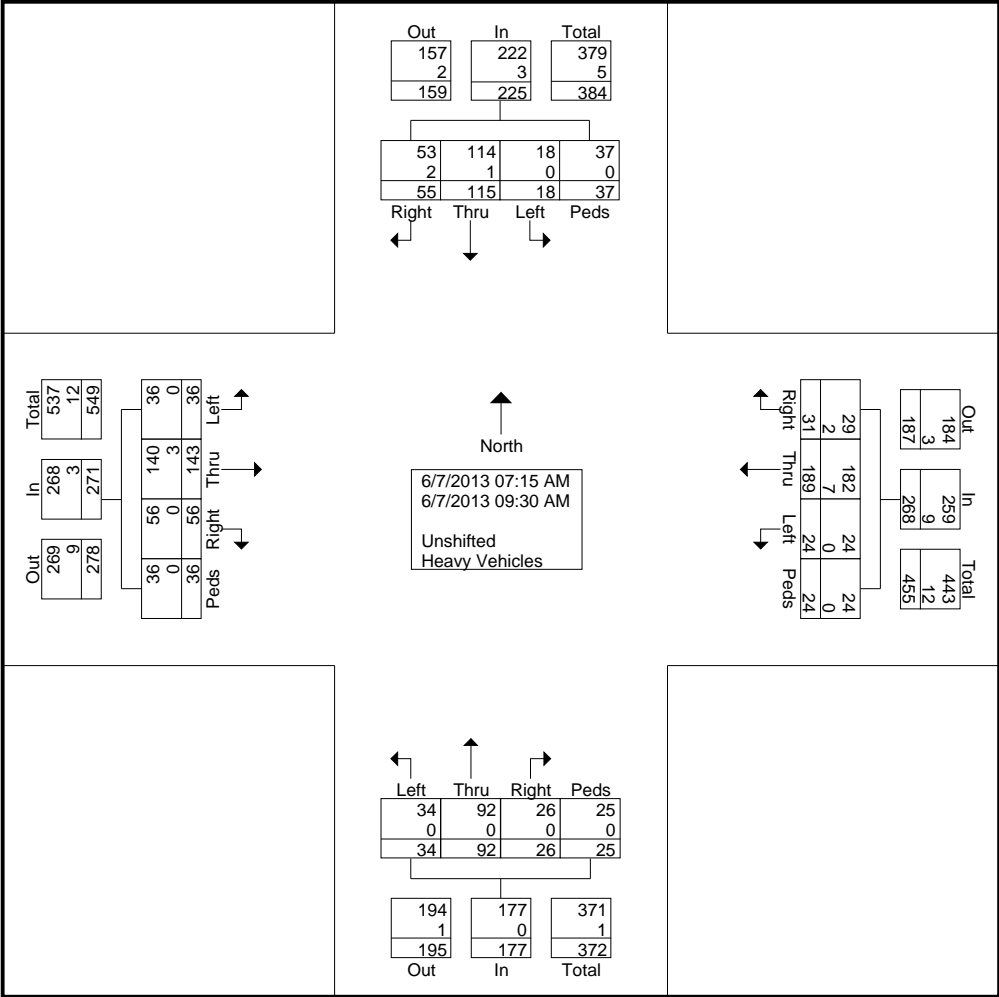 Out In Total
157 222 379
2 3 5
159 225 384
53 114 18 37
2 1 0 0
55 115 18 37
Right Thru Left Peds
Total
537
12
549
In
268
3
271
Out
269
9
278
36 140 56 36
0 3 0 0
36 143 56 36
Left Thru Right Peds
North
6/7/2013 07:15 AM
6/7/2013 09:30 AM
Unshifted
Heavy Vehicles
Right Thru Left Peds
31 189 24 24
2 7 0 0
29 182 24 24
Out
184
3
187
In
259
9
268
Total
443
12
455
Left Thru Right Peds
34 92 26 25
0 0 0 0
34 92 26 25
194 177 371
1 0 1
195 177 372
Out In Total